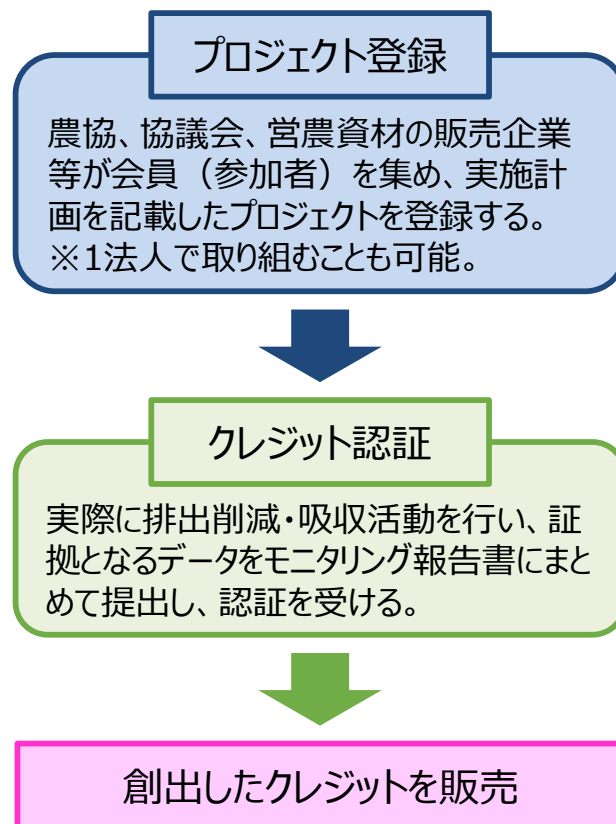 プロジェクト登録
農協、協議会、営農資材の販売企業
等が会員（参加者）を集め、実施計
画を記載したプロジェクトを登録する。
※1法人で取り組むことも可能。
クレジット認証
実際に排出削減・吸収活動を行い、証
拠となるデータをモニタリング報告書にまと
めて提出し、認証を受ける。
創出したクレジットを販売